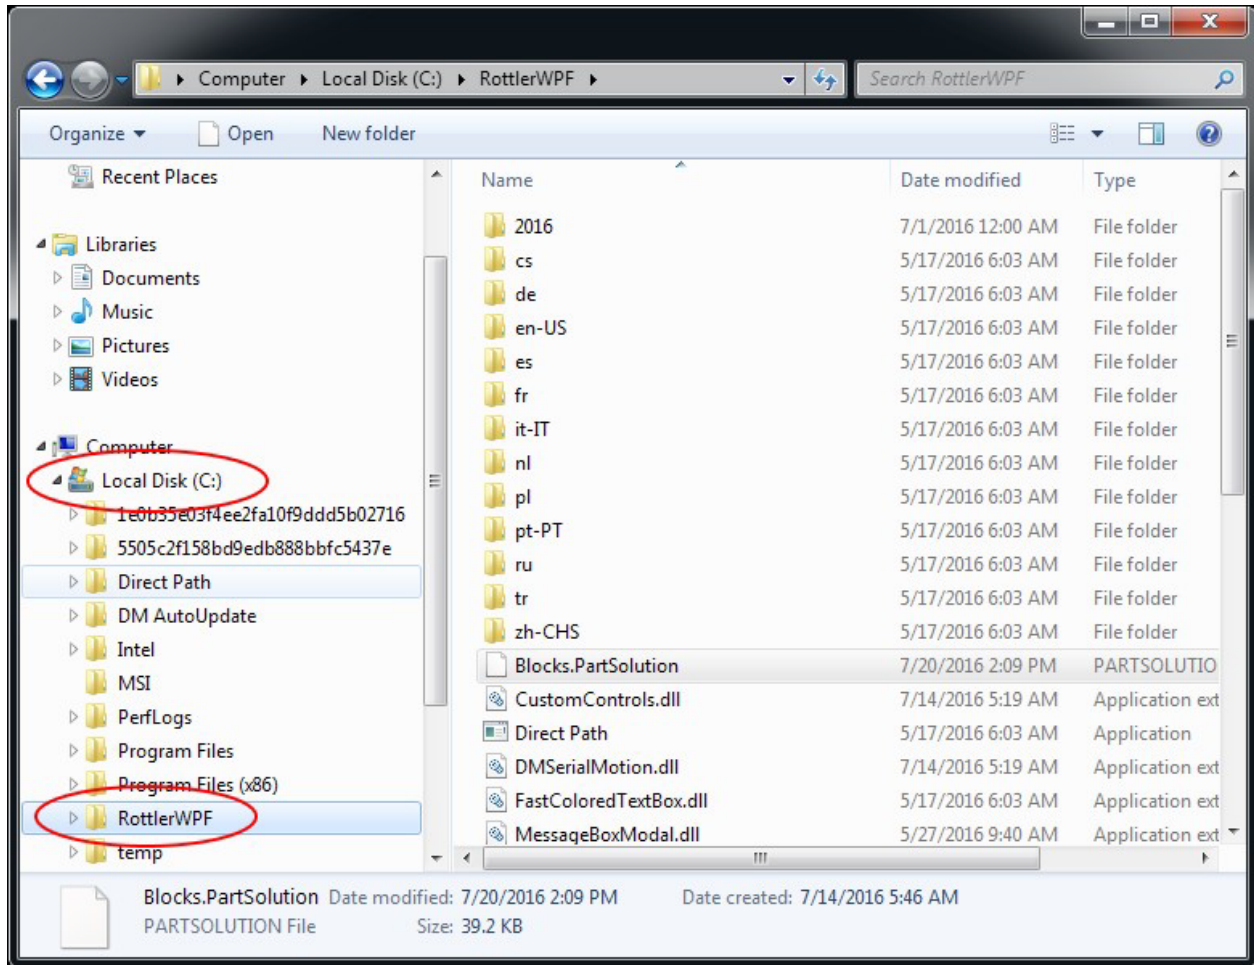 Computer Local Disk (C:) RottlerWPF Search RottlerWPF
Organize Open New folder
Recent Places
Libraries
Documents
Music
Pictures
Videos
Computer
Local Disk (C:)
1e0b35e03f4ee2fa10f9ddd5b02716
5505c2f158bd9edb888bbfc5437e
Direct Path
DM AutoUpdate
Intel
MSI
PerfLogs
Program Files
Program Files (x86)
RottlerWPF
temp
Name Date modified Type
2016 7/1/2016 12:00 AM File folder
cs 5/17/2016 6:03 AM File folder
de 5/17/2016 6:03 AM File folder
en-US 5/17/2016 6:03 AM File folder
es 5/17/2016 6:03 AM File folder
fr 5/17/2016 6:03 AM File folder
it-IT 5/17/2016 6:03 AM File folder
nl 5/17/2016 6:03 AM File folder
pl 5/17/2016 6:03 AM File folder
pt-PT 5/17/2016 6:03 AM File folder
ru 5/17/2016 6:03 AM File folder
tr 5/17/2016 6:03 AM File folder
zh-CHS 5/17/2016 6:03 AM File folder
Blocks.PartSolution 7/20/2016 2:09 PM PARTSOLUTIO
CustomControls.dll 7/14/2016 5:19 AM Application ext
Direct Path 5/17/2016 6:03 AM Application
DMSerialMotion.dll 7/14/2016 5:19 AM Application ext
FastColoredTextBox.dll 5/17/2016 6:03 AM Application ext
MessageBoxModal.dll 5/27/2016 9:40 AM Application ext
Blocks.PartSolution Date modified: 7/20/2016 2:09 PM Date created: 7/14/2016 5:46 AM
PARTSOLUTION File Size: 39.2 KB